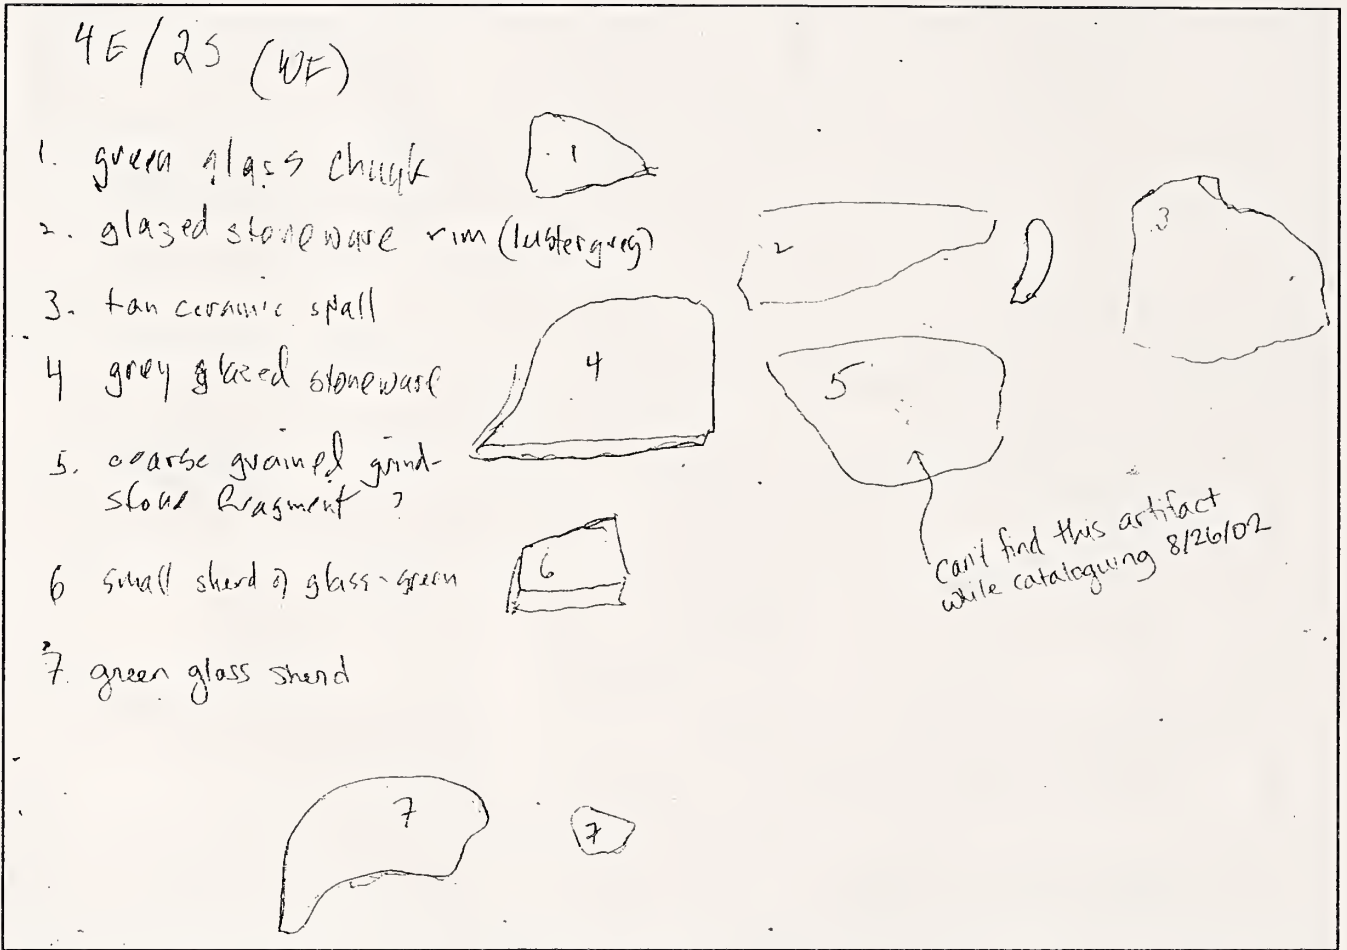 4E/2S (WE)
1. green glass chunk
1
2. glazed stoneware rim (lustergrey)
2
3
3. tan ceramic spall
4 grey glazed stoneware
4
5
5. coarse grained grind-
stone fragment ?
can't find this artifact
while cataloguing 8/26/02
6 small sherd of glass-green
6
7. green glass sherd
7
7